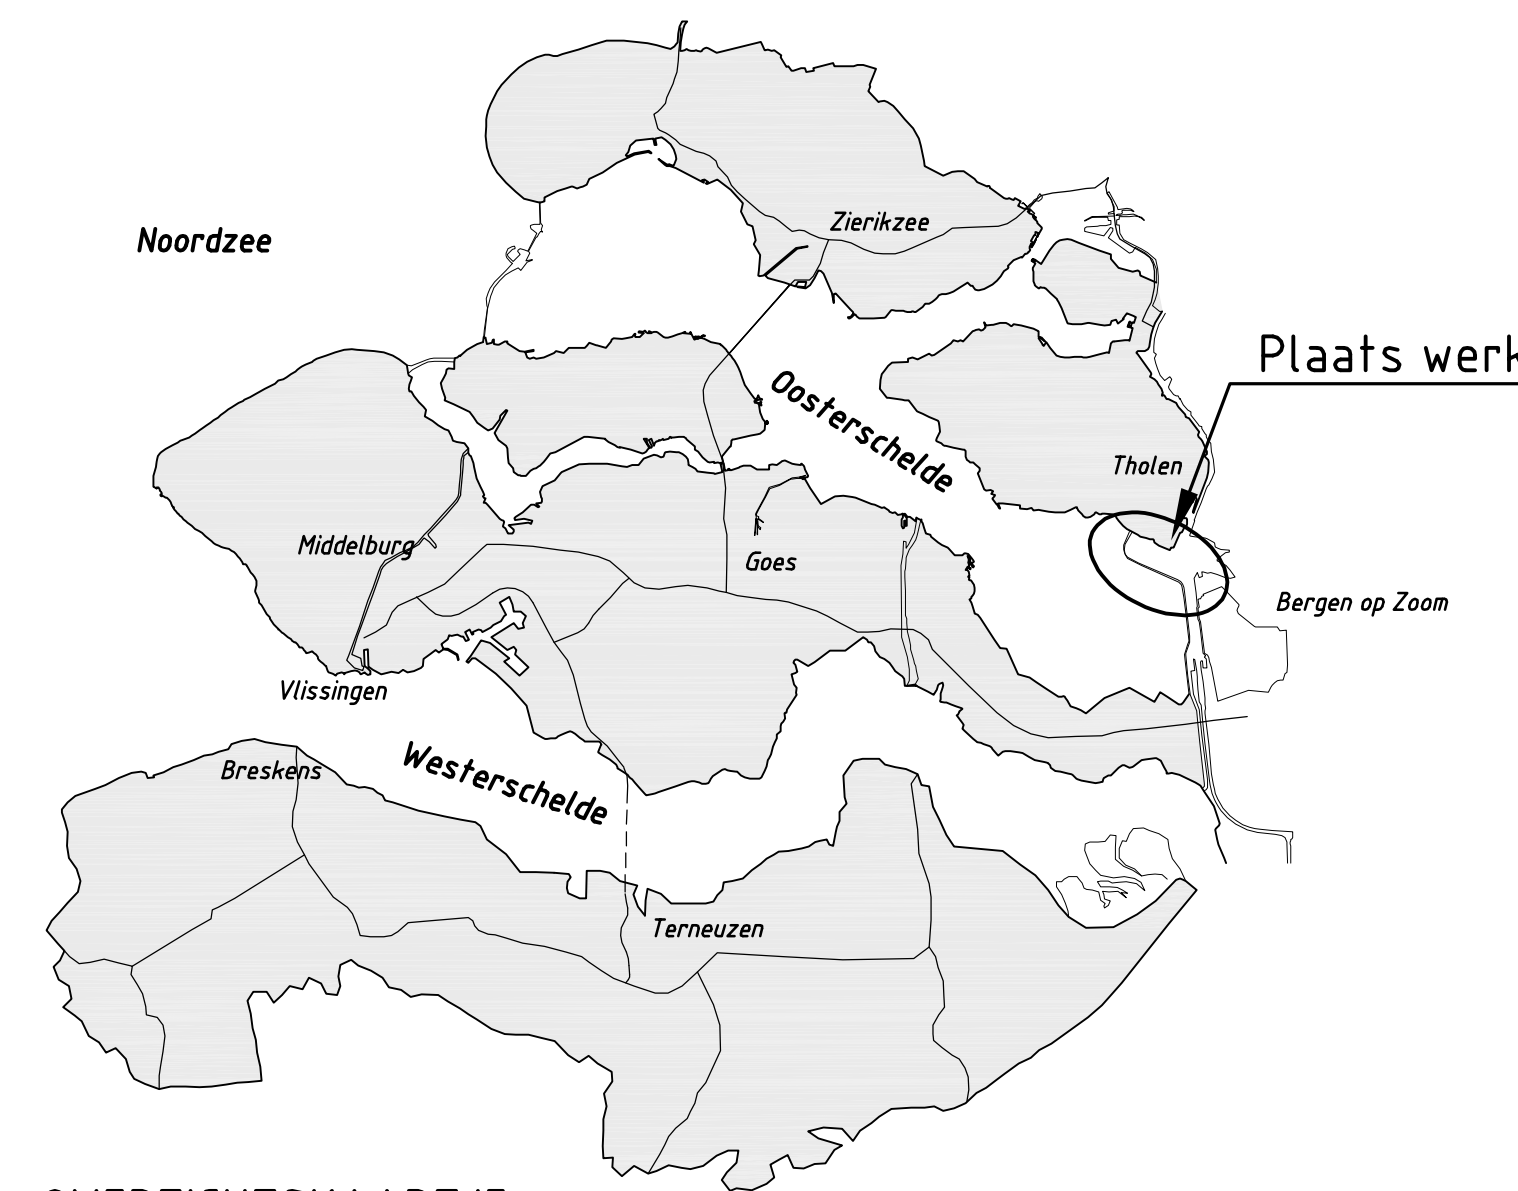 Zierikzee
Noordzee
Plaats werk
Oosterschelde
Tholen
Middelburg
Goes
Bergen op Zoom
Vlissingen
Westerschelde
Breskens
Terneuzen